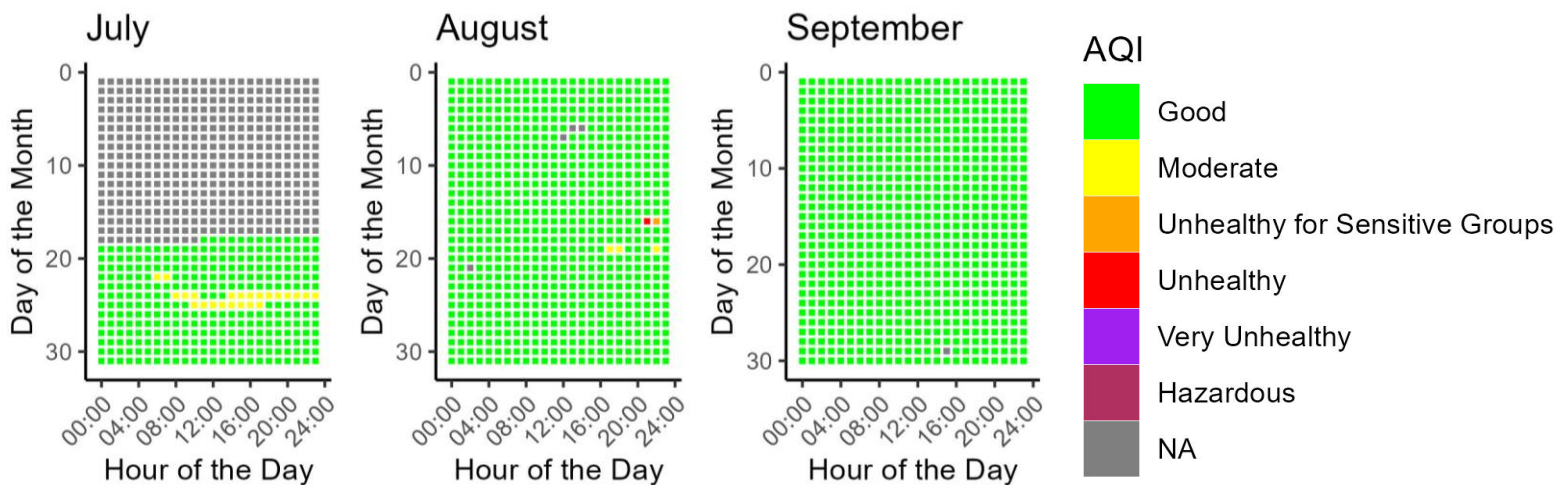 July
August
September
AQI
Day of the Month
0
10
20
30
00:00
04:00
08:00
12:00
16:00
20:00
24:00
Hour of the Day
Day of the Month
0
10
20
30
00:00
04:00
08:00
12:00
16:00
20:00
24:00
Hour of the Day
Day of the Month
0
10
20
30
00:00
04:00
08:00
12:00
16:00
20:00
24:00
Hour of the Day
Good
Moderate
Unhealthy for Sensitive Groups
Unhealthy
Very Unhealthy
Hazardous
NA